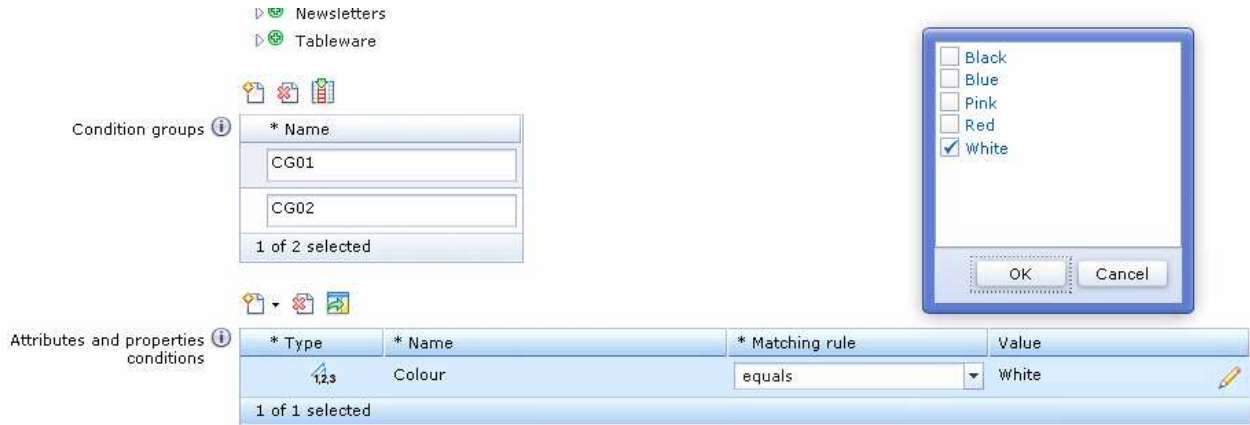 Newsletters
Tableware
Condition groups
* Name
CG01
CG02
1 of 2 selected
Black
Blue
Pink
Red
White
OK Cancel
Attributes and properties
conditions
* Type * Name * Matching rule Value
1,2,3 Colour equals White
1 of 1 selected